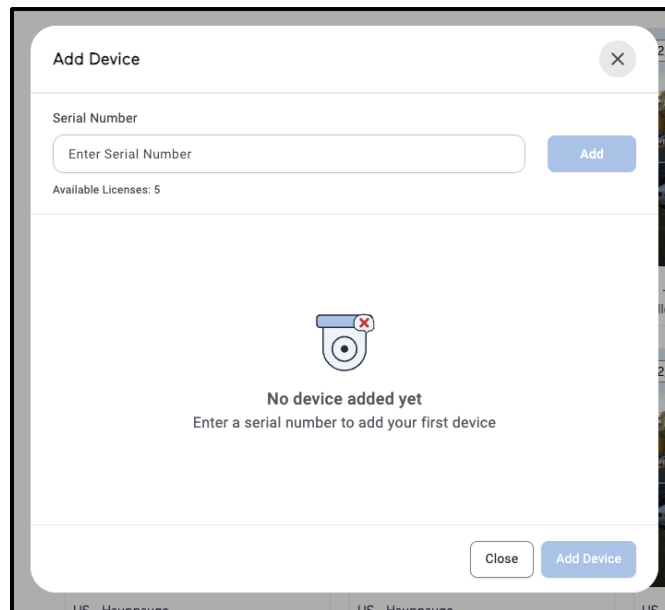 Add Device
Serial Number
Enter Serial Number
Add
Available Licenses: 5
No device added yet
Enter a serial number to add your first device
Close
Add Device
US - Hauppauge
US - Hauppauge
US